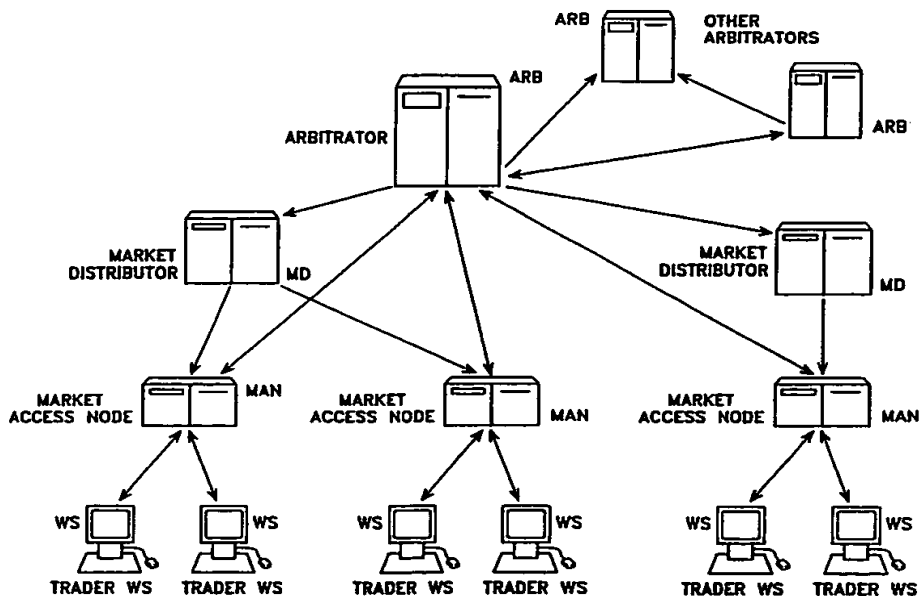 ARB
OTHER
ARBITRATORS
ARB
ARB
ARBITRATOR
MARKET
DISTRIBUTOR
MD
MARKET
DISTRIBUTOR
MD
MARKET
ACCESS NODE
MAN
MARKET
ACCESS NODE
MAN
MARKET
ACCESS NODE
MAN
WS
WS
WS
WS
WS
WS
TRADER WS
TRADER WS
TRADER WS
TRADER WS
TRADER WS
TRADER WS